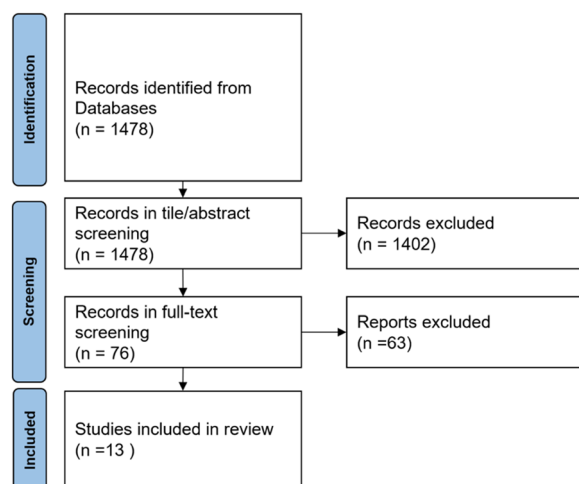 Identification
Records identified from
Databases
(n = 1478)
Screening
Records in tile/abstract
screening
(n = 1478)
Records excluded
(n = 1402)
Records in full-text
screening
(n = 76)
Reports excluded
(n =63)
Included
Studies included in review
(n =13 )